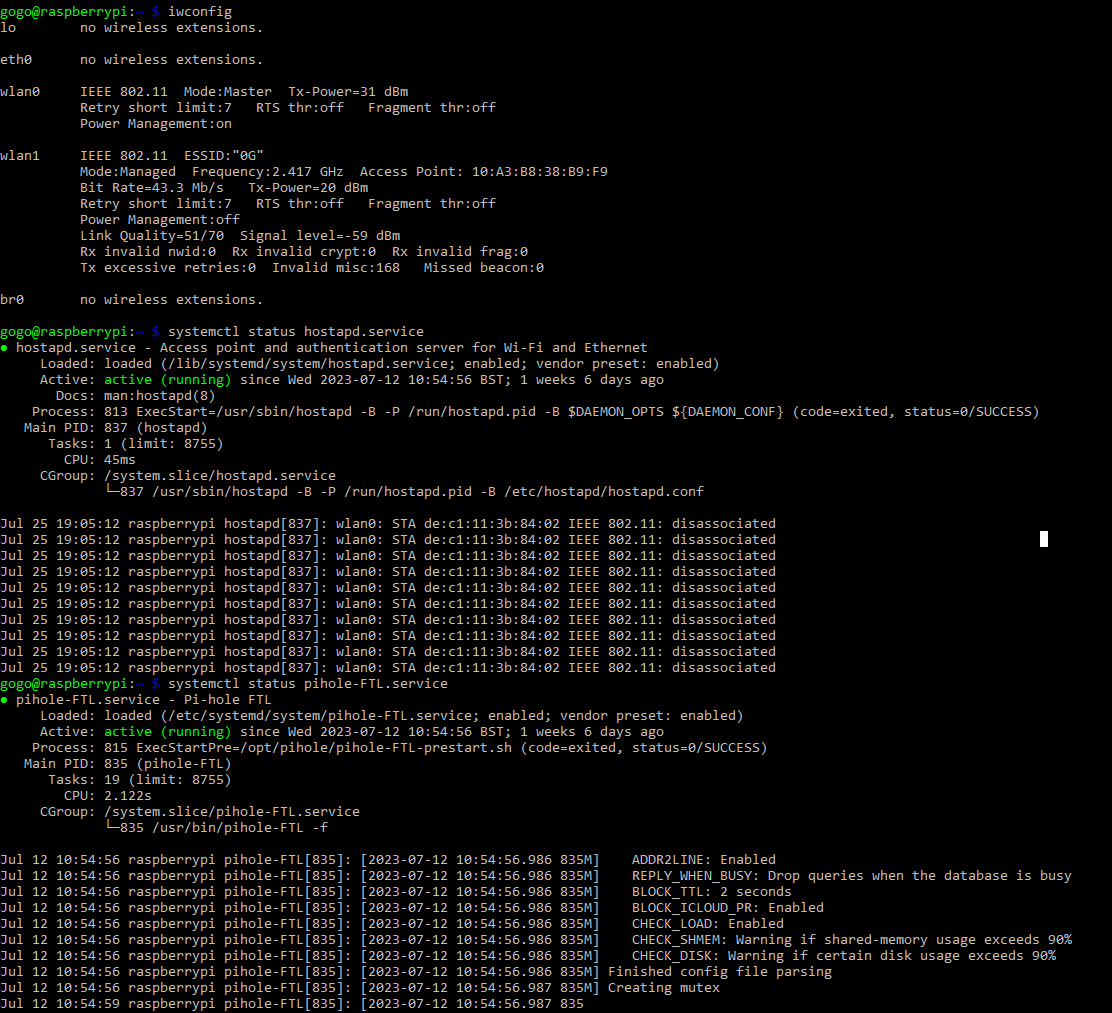 gogo@raspberrypi:~ $ iwconfig
lo        no wireless extensions.

eth0      no wireless extensions.

wlan0     IEEE 802.11  Mode:Master  Tx-Power=31 dBm
          Retry short limit:7   RTS thr:off   Fragment thr:off
          Power Management:on

wlan1     IEEE 802.11  ESSID:"0G"
          Mode:Managed  Frequency:2.417 GHz  Access Point: 10:A3:B8:38:B9:F9
          Bit Rate=43.3 Mb/s   Tx-Power=20 dBm
          Retry short limit:7   RTS thr:off   Fragment thr:off
          Power Management:off
          Link Quality=51/70  Signal level=-59 dBm
          Rx invalid nwid:0  Rx invalid crypt:0  Rx invalid frag:0
          Tx excessive retries:0  Invalid misc:168   Missed beacon:0

br0       no wireless extensions.

gogo@raspberrypi:~ $ systemctl status hostapd.service
● hostapd.service - Access point and authentication server for Wi-Fi and Ethernet
     Loaded: loaded (/lib/systemd/system/hostapd.service; enabled; vendor preset: enabled)
     Active: active (running) since Wed 2023-07-12 10:54:56 BST; 1 weeks 6 days ago
       Docs: man:hostapd(8)
    Process: 813 ExecStart=/usr/sbin/hostapd -B -P /run/hostapd.pid -B $DAEMON_OPTS ${DAEMON_CONF} (code=exited, status=0/SUCCESS)
   Main PID: 837 (hostapd)
      Tasks: 1 (limit: 8755)
        CPU: 45ms
     CGroup: /system.slice/hostapd.service
             └─837 /usr/sbin/hostapd -B -P /run/hostapd.pid -B /etc/hostapd/hostapd.conf

Jul 25 19:05:12 raspberrypi hostapd[837]: wlan0: STA de:c1:11:3b:84:02 IEEE 802.11: disassociated
Jul 25 19:05:12 raspberrypi hostapd[837]: wlan0: STA de:c1:11:3b:84:02 IEEE 802.11: disassociated
Jul 25 19:05:12 raspberrypi hostapd[837]: wlan0: STA de:c1:11:3b:84:02 IEEE 802.11: disassociated
Jul 25 19:05:12 raspberrypi hostapd[837]: wlan0: STA de:c1:11:3b:84:02 IEEE 802.11: disassociated
Jul 25 19:05:12 raspberrypi hostapd[837]: wlan0: STA de:c1:11:3b:84:02 IEEE 802.11: disassociated
Jul 25 19:05:12 raspberrypi hostapd[837]: wlan0: STA de:c1:11:3b:84:02 IEEE 802.11: disassociated
Jul 25 19:05:12 raspberrypi hostapd[837]: wlan0: STA de:c1:11:3b:84:02 IEEE 802.11: disassociated
Jul 25 19:05:12 raspberrypi hostapd[837]: wlan0: STA de:c1:11:3b:84:02 IEEE 802.11: disassociated
Jul 25 19:05:12 raspberrypi hostapd[837]: wlan0: STA de:c1:11:3b:84:02 IEEE 802.11: disassociated
Jul 25 19:05:12 raspberrypi hostapd[837]: wlan0: STA de:c1:11:3b:84:02 IEEE 802.11: disassociated
gogo@raspberrypi:~ $ systemctl status pihole-FTL.service
● pihole-FTL.service - Pi-hole FTL
     Loaded: loaded (/etc/systemd/system/pihole-FTL.service; enabled; vendor preset: enabled)
     Active: active (running) since Wed 2023-07-12 10:54:56 BST; 1 weeks 6 days ago
    Process: 815 ExecStartPre=/opt/pihole/pihole-FTL-prestart.sh (code=exited, status=0/SUCCESS)
   Main PID: 835 (pihole-FTL)
      Tasks: 19 (limit: 8755)
        CPU: 2.122s
     CGroup: /system.slice/pihole-FTL.service
             └─835 /usr/bin/pihole-FTL -f

Jul 12 10:54:56 raspberrypi pihole-FTL[835]: [2023-07-12 10:54:56.986 835M]    ADDR2LINE: Enabled
Jul 12 10:54:56 raspberrypi pihole-FTL[835]: [2023-07-12 10:54:56.986 835M]    REPLY_WHEN_BUSY: Drop queries when the database is busy
Jul 12 10:54:56 raspberrypi pihole-FTL[835]: [2023-07-12 10:54:56.986 835M]    BLOCK_TTL: 2 seconds
Jul 12 10:54:56 raspberrypi pihole-FTL[835]: [2023-07-12 10:54:56.986 835M]    BLOCK_ICLOUD_PR: Enabled
Jul 12 10:54:56 raspberrypi pihole-FTL[835]: [2023-07-12 10:54:56.986 835M]    CHECK_LOAD: Enabled
Jul 12 10:54:56 raspberrypi pihole-FTL[835]: [2023-07-12 10:54:56.986 835M]    CHECK_SHMEM: Warning if shared-memory usage exceeds 90%
Jul 12 10:54:56 raspberrypi pihole-FTL[835]: [2023-07-12 10:54:56.986 835M]    CHECK_DISK: Warning if certain disk usage exceeds 90%
Jul 12 10:54:56 raspberrypi pihole-FTL[835]: [2023-07-12 10:54:56.986 835M] Finished config file parsing
Jul 12 10:54:56 raspberrypi pihole-FTL[835]: [2023-07-12 10:54:56.987 835M] Creating mutex
Jul 12 10:54:59 raspberrypi pihole-FTL[835]: [2023-07-12 10:54:56.987 835